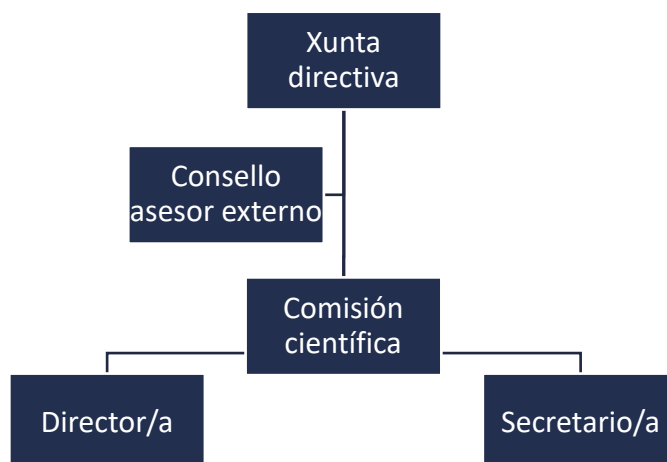 Xunta
directiva
Consello
asesor externo
Comisión
científica
Director/a
Secretario/a